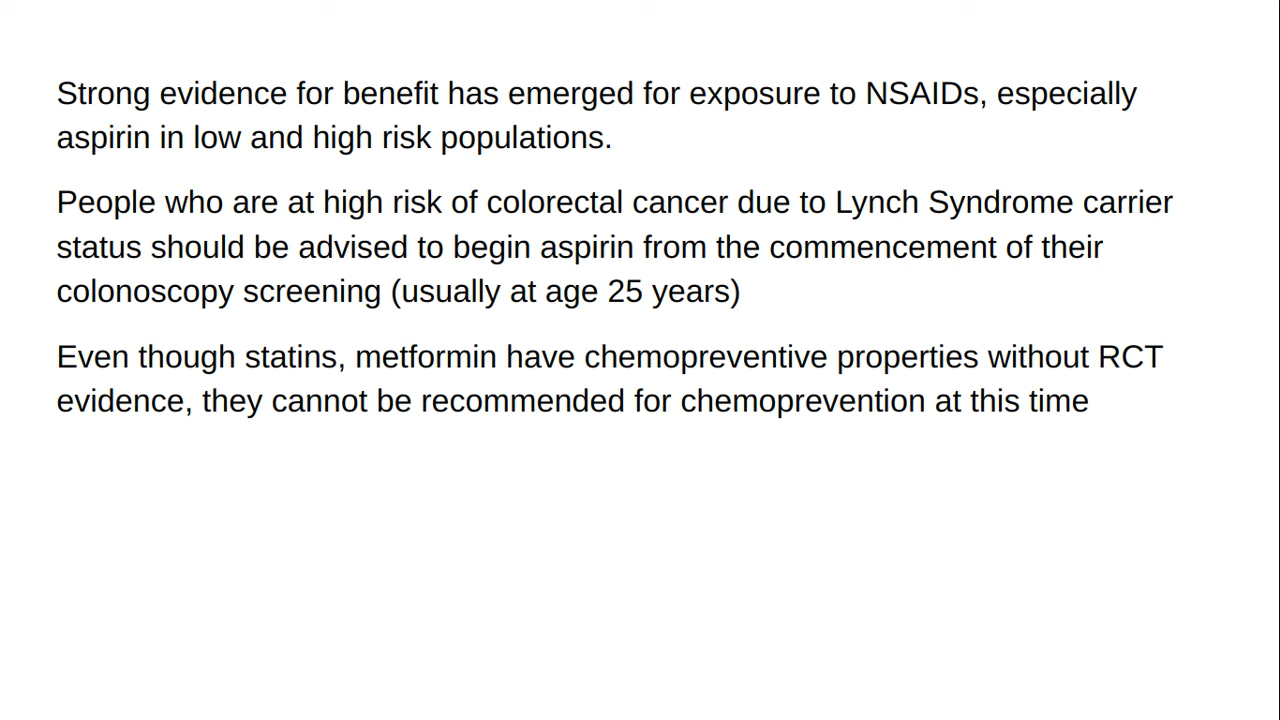 Strong evidence for benefit has emerged for exposure to NSAIDs, especially
aspirin in low and high risk populations.
People who are at high risk of colorectal cancer due to Lynch Syndrome carrier
status should be advised to begin aspirin from the commencement of their
colonoscopy screening (usually at age 25 years)
Even though statins, metformin have chemopreventive properties without RCT
evidence, they cannot be recommended for chemoprevention at this time